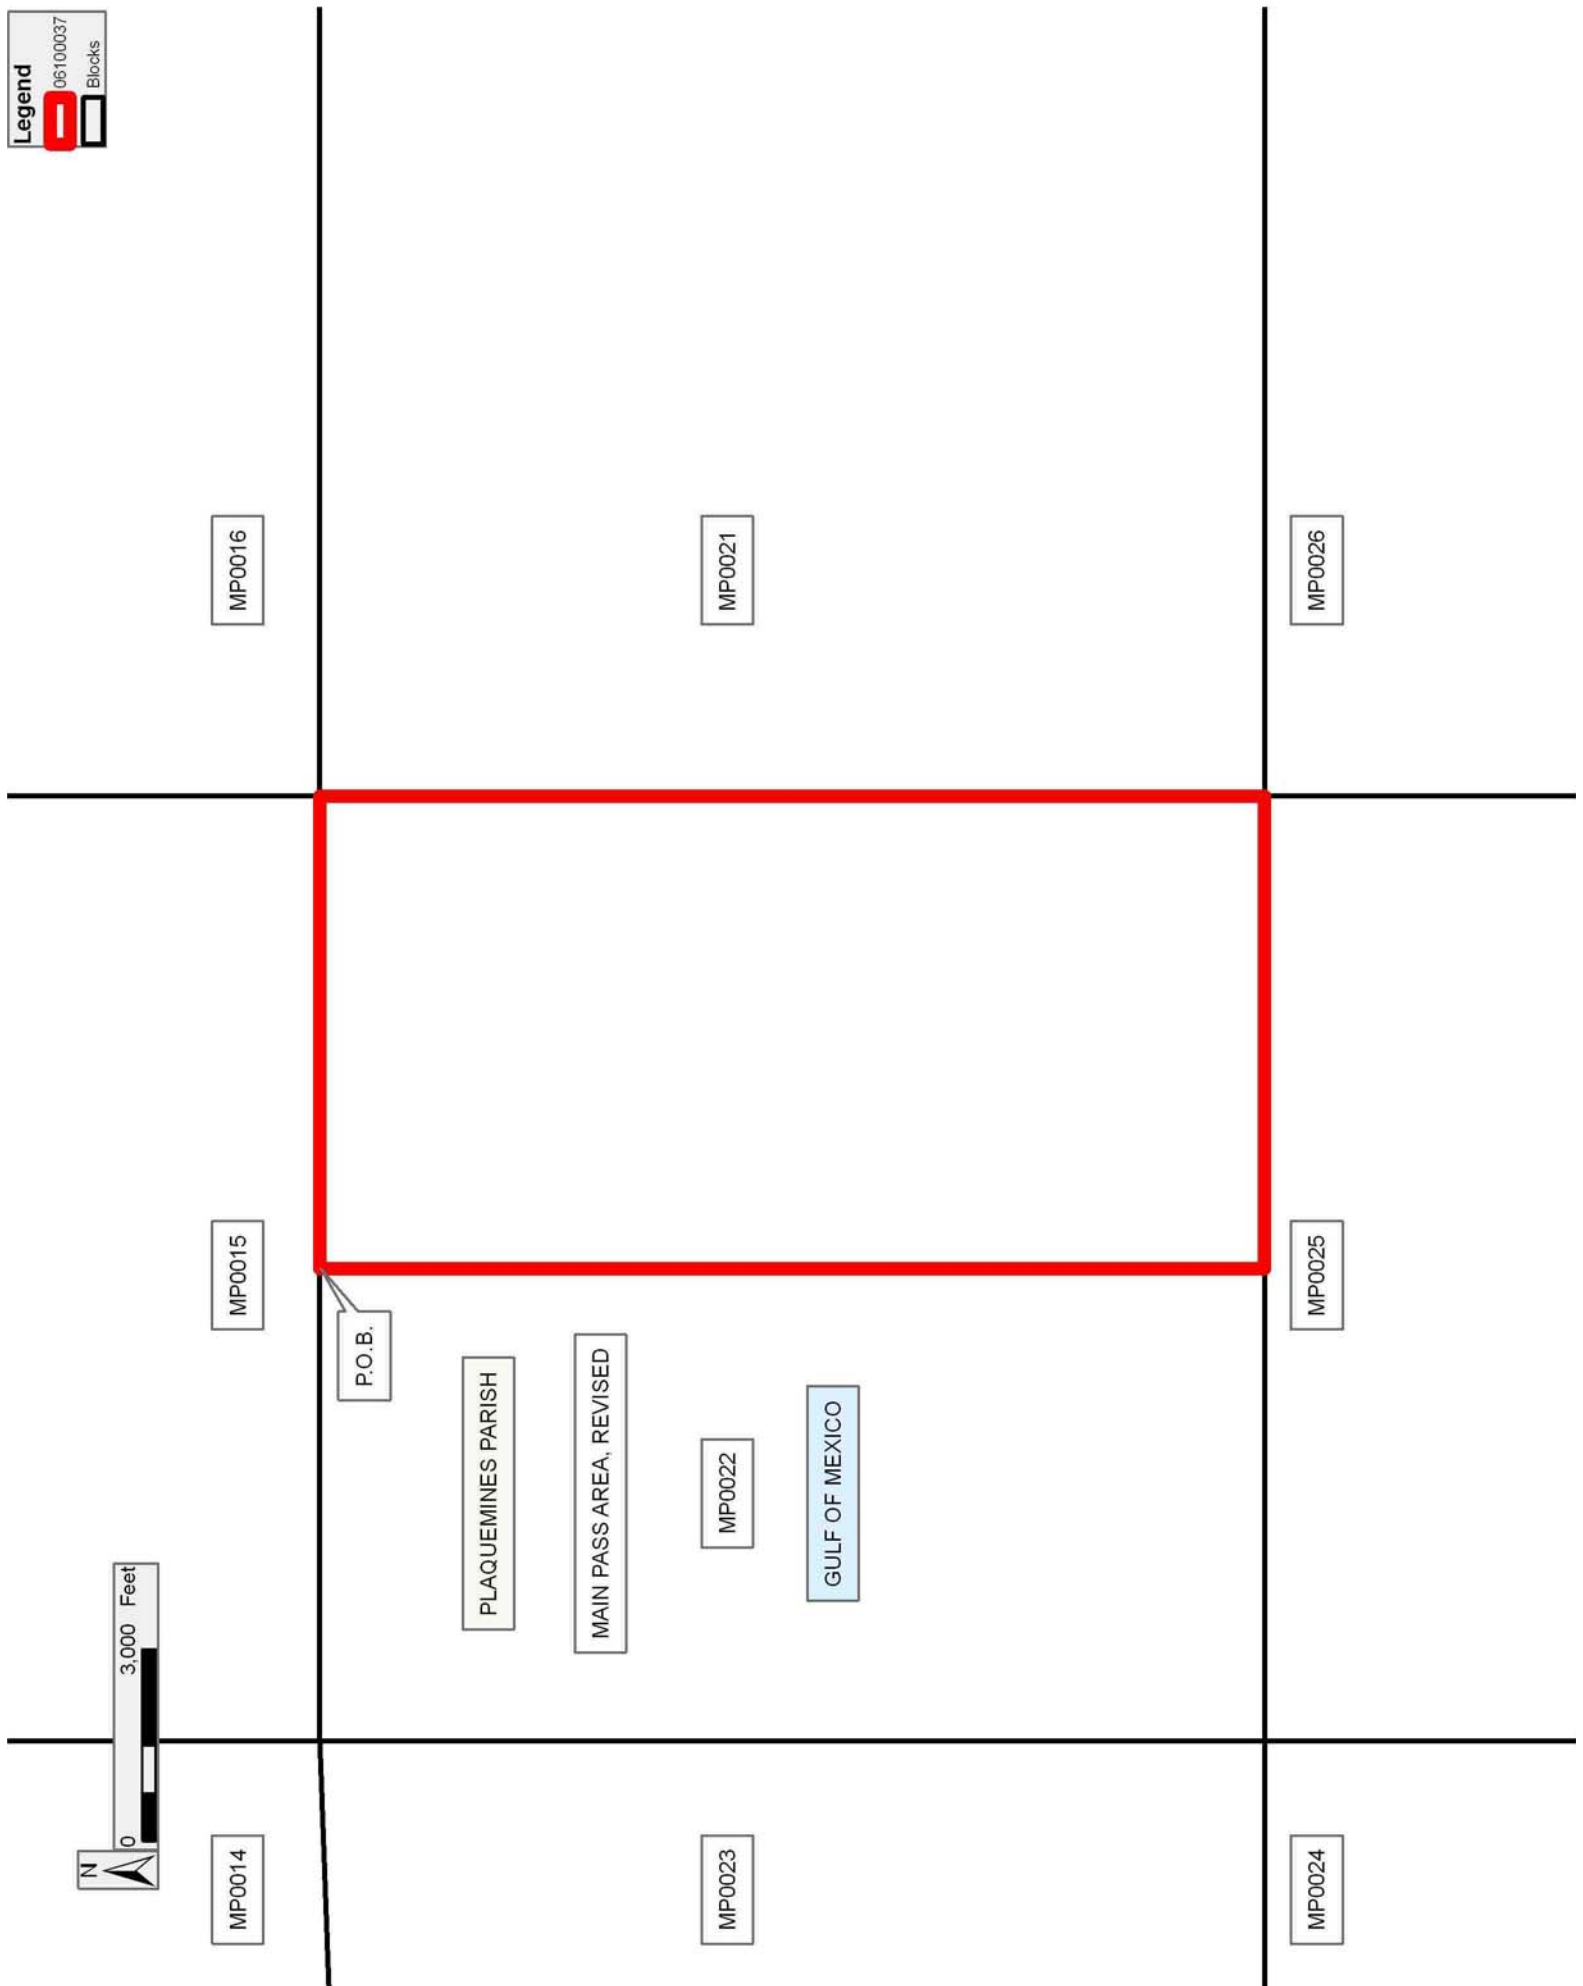 Legend
06100037
Blocks
N
0 3,000 Feet
MP0014
MP0015
MP0016
P.O.B.
PLAQUEMINES PARISH
MAIN PASS AREA, REVISED
MP0023
MP0022
MP0021
GULF OF MEXICO
MP0024
MP0025
MP0026